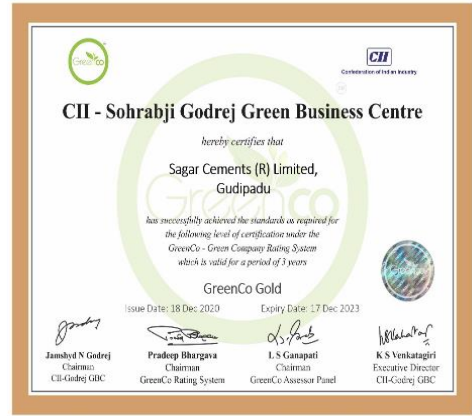 GreenCo
CII
Confederation of Indian Industry
CII - Sohrabji Godrej Green Business Centre
hereby certifies that
Sagar Cements (R) Limited,
Gudipadu
GreenCo
has successfully achieved the standards as required for
the following level of certification under the
GreenCo - Green Company Rating System
which is valid for a period of 3 years
GreenCo Gold
Issue Date: 18 Dec 2020 Expiry Date: 17 Dec 2023
Jamshyd N Godrej Pradeep Bhargava L S Ganapati K S Venkatagiri
Chairman Chairman Chairman Executive Director
CII-Godrej GBC GreenCo Rating System GreenCo Assessor Panel CII-Godrej GBC